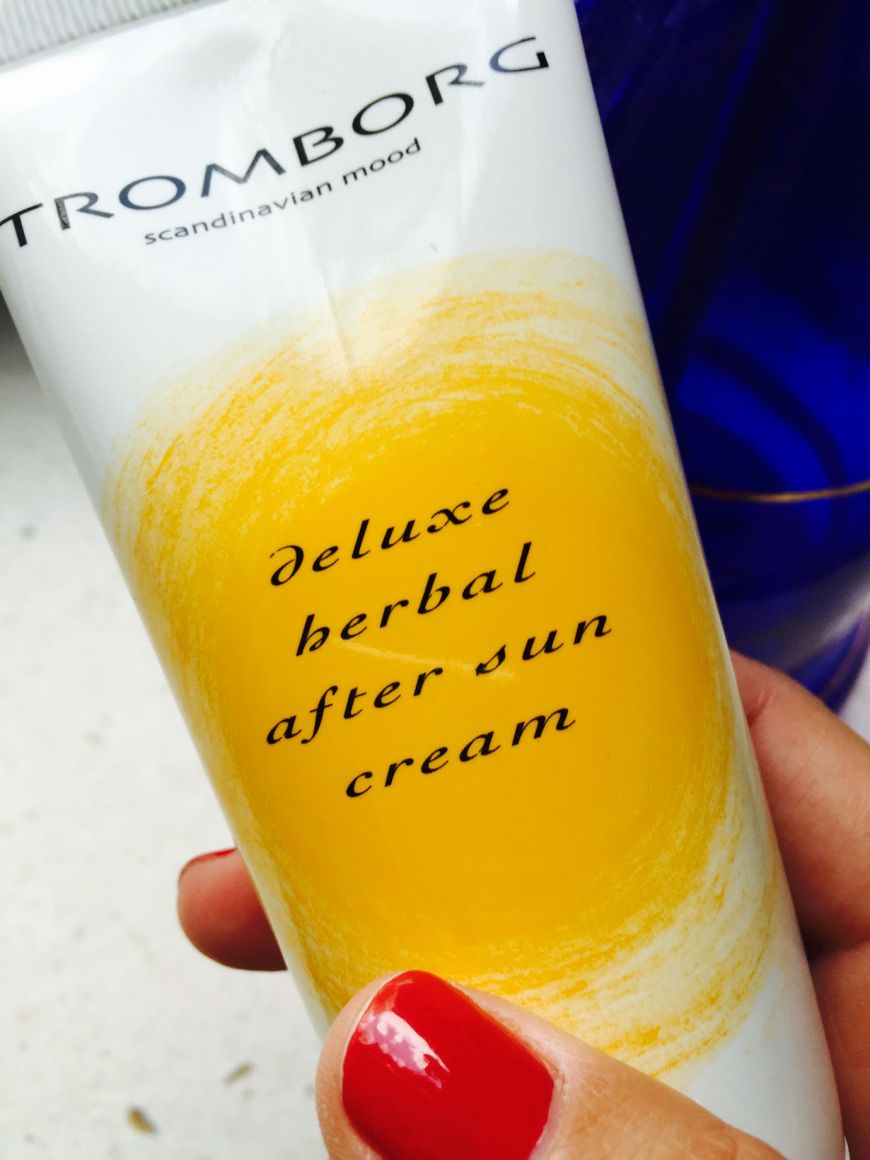 TROMBORG
scandinavian mood
deluxe
herbal
after sun
cream